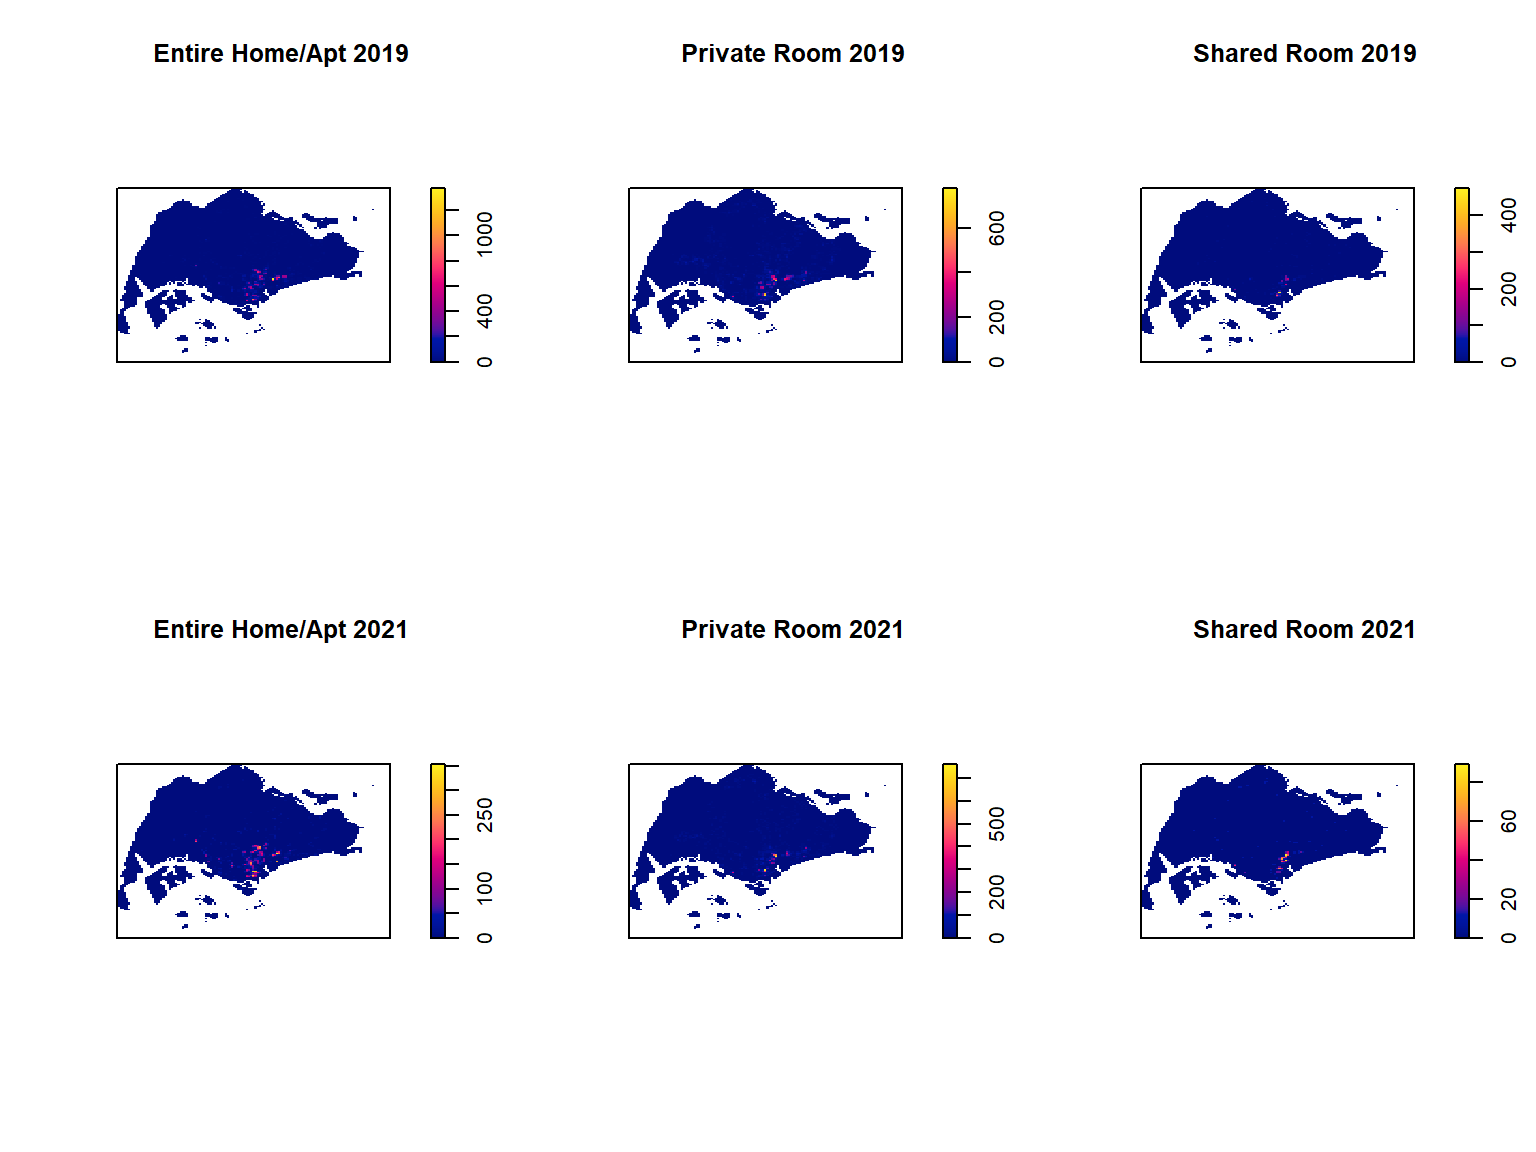 Entire Home/Apt 2019
Private Room 2019
Shared Room 2019
0 400 1000
0 200 600
0 200 400
Entire Home/Apt 2021
Private Room 2021
Shared Room 2021
0 100 250
0 200 500
0 20 60